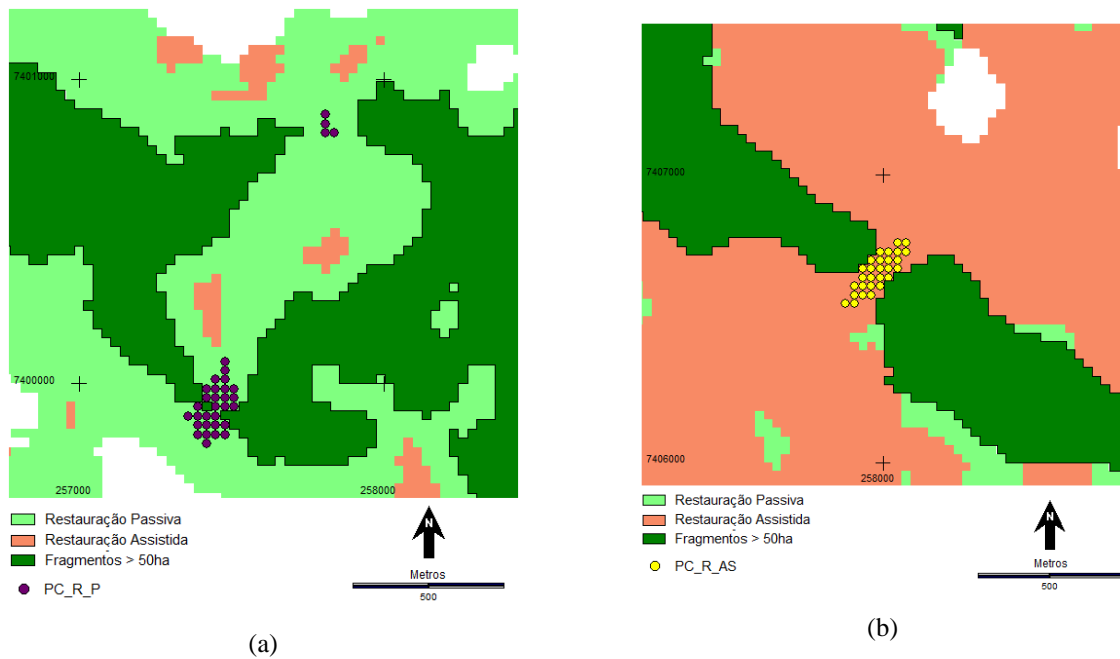 7401000
7400000
257000
258000
Restauração Passiva
Restauração Assistida
Fragmentos > 50ha
PC_R_P
N
Metros
500
(a)
7407000
7406000
258000
Restauração Passiva
Restauração Assistida
Fragmentos > 50ha
PC_R_AS
N
Metros
500
(b)